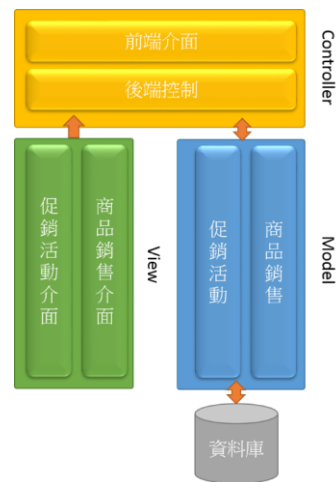 前端介面
Controller
後端控制
促銷活動介面
商品銷售介面
View
促銷活動
商品銷售
Model
資料庫